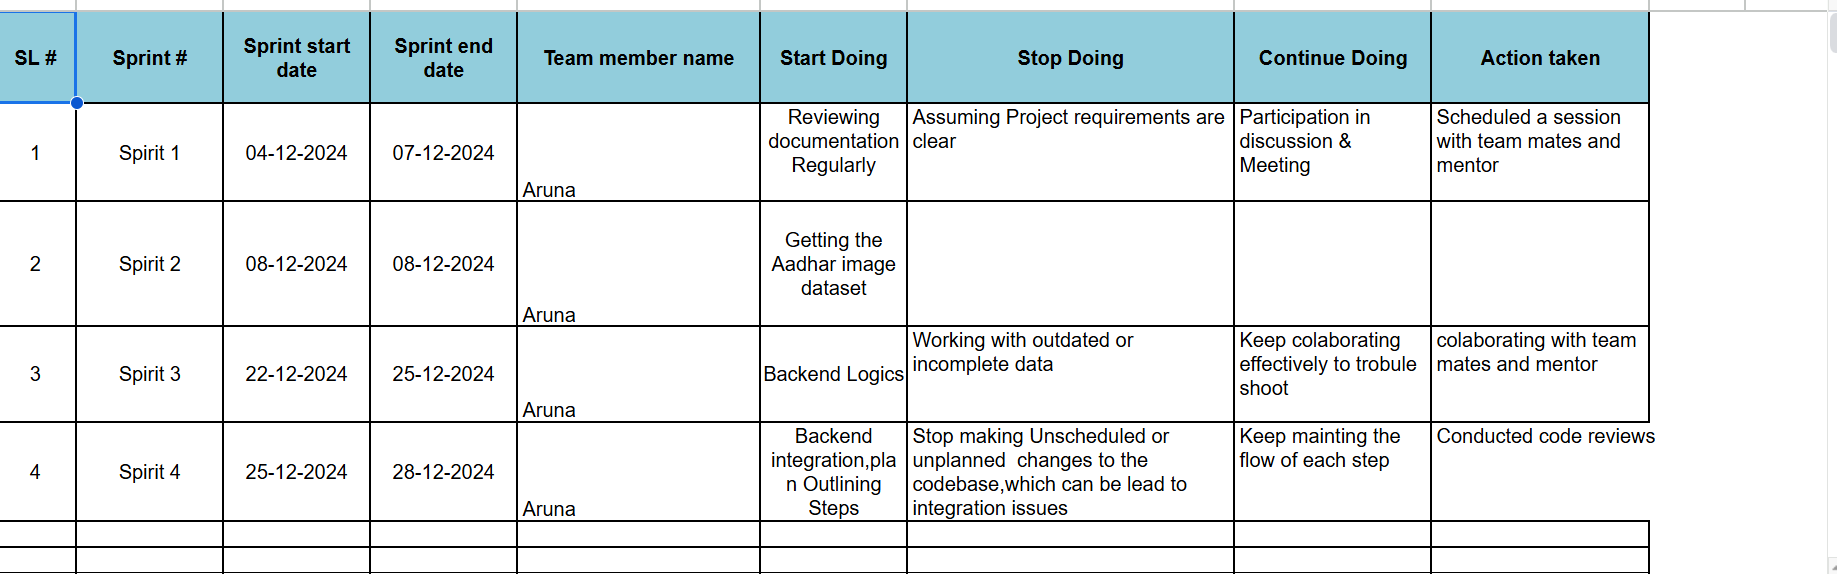 SL #
Sprint #
Sprint start
date
Sprint end
date
Team member name
Start Doing
Stop Doing
Continue Doing
Action taken
1
Spirit 1
04-12-2024
07-12-2024
Aruna
Reviewing
documentation
Regularly
Assuming Project requirements are
clear
Participation in
discussion &
Meeting
Scheduled a session
with team mates and
mentor
2
Spirit 2
08-12-2024
08-12-2024
Aruna
Getting the
Aadhar image
dataset
3
Spirit 3
22-12-2024
25-12-2024
Aruna
Backend Logics
Working with outdated or
incomplete data
Keep colaborating
effectively to trobule
shoot
colaborating with team
mates and mentor
4
Spirit 4
25-12-2024
28-12-2024
Aruna
Backend
integration,pla
n Outlining
Steps
Stop making Unscheduled or
unplanned  changes to the
codebase,which can be lead to
integration issues
Keep mainting the
flow of each step
Conducted code reviews